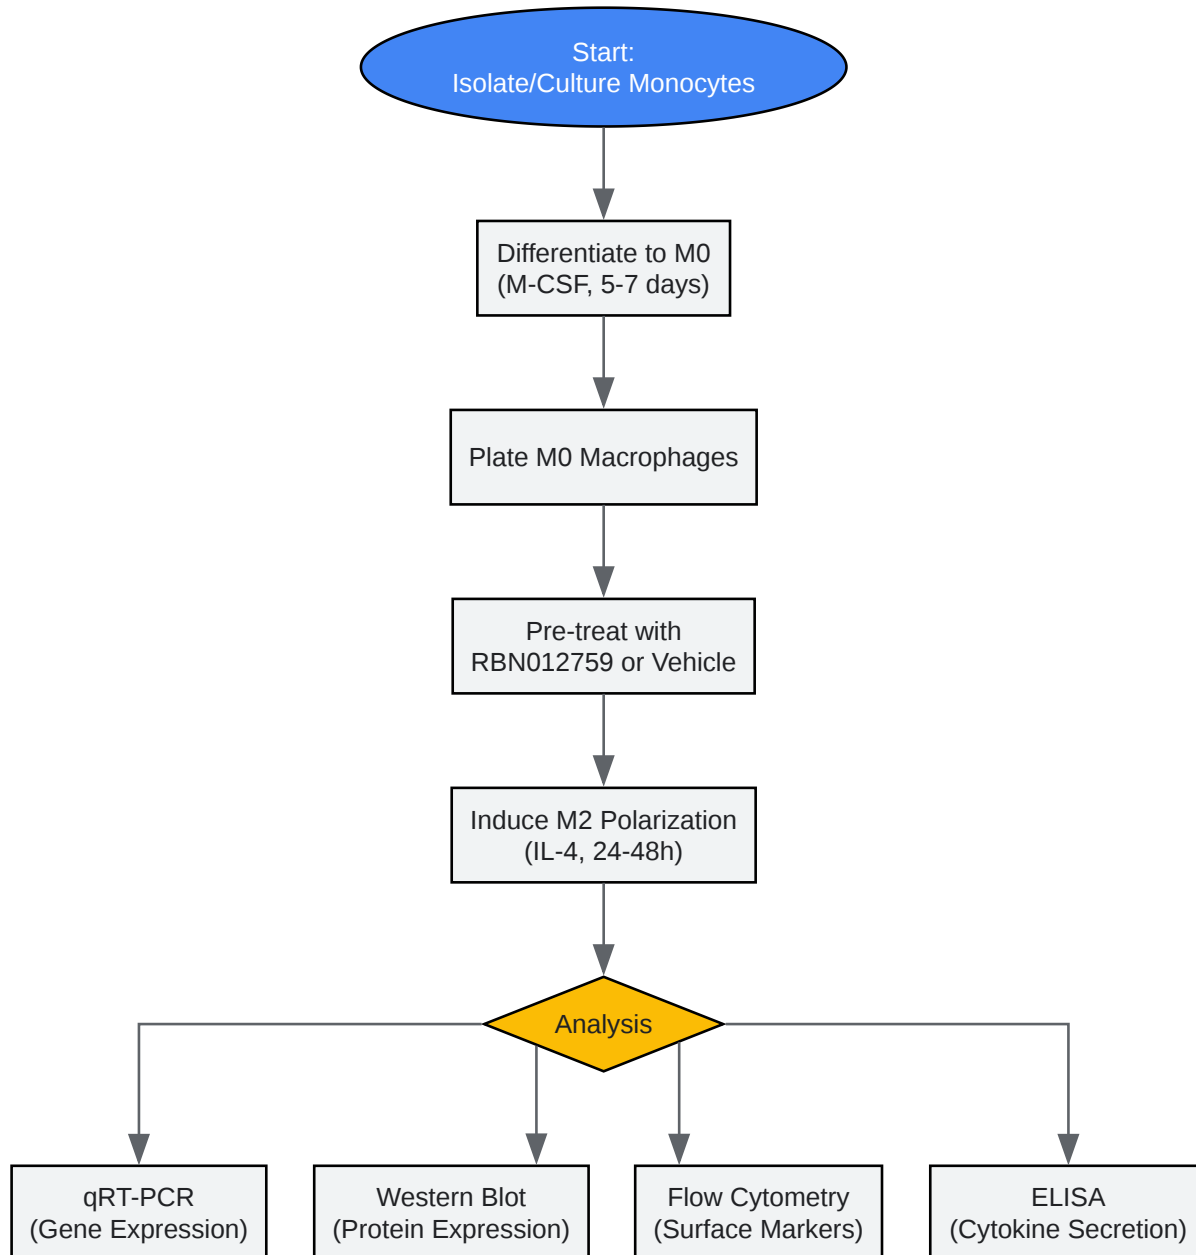 Start:
Isolate/Culture Monocytes
Differentiate to M0
(M-CSF, 5-7 days)
Plate M0 Macrophages
Pre-treat with
RBN012759 or Vehicle
Induce M2 Polarization
(IL-4, 24-48h)
Analysis
qRT-PCR
(Gene Expression)
Western Blot
(Protein Expression)
Flow Cytometry
(Surface Markers)
ELISA
(Cytokine Secretion)